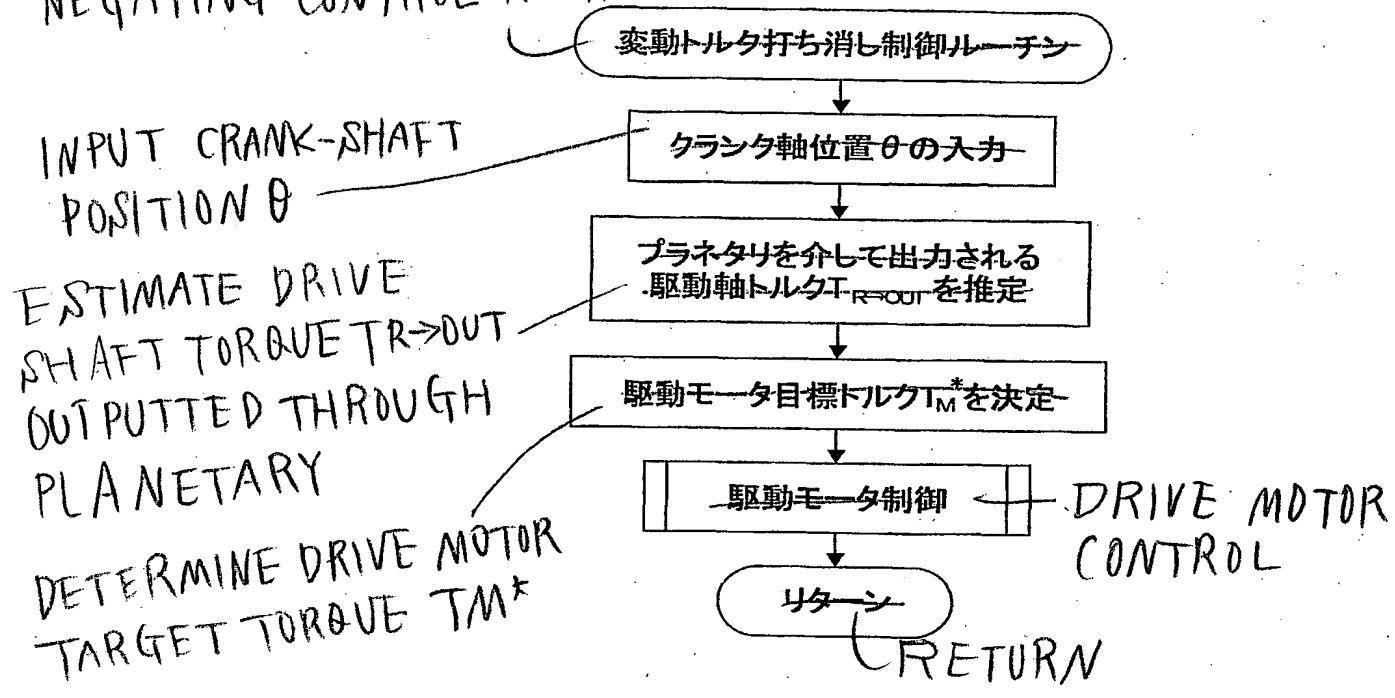 NEGATING CONTROL
変動トルク打ち消し制御ルーチン
INPUT CRANK-SHAFT
POSITION θ
クランク軸位置θの入力
ESTIMATE DRIVE
SHAFT TORQUE TR→OUT
OUTPUTTED THROUGH
PLANETARY
プラネタリを介して出力される
駆動軸トルクTR→OUTを推定
DETERMINE DRIVE MOTOR
TARGET TORQUE TM*
駆動モータ目標トルクTM*を決定
駆動モータ制御
DRIVE MOTOR
CONTROL
リターン
RETURN